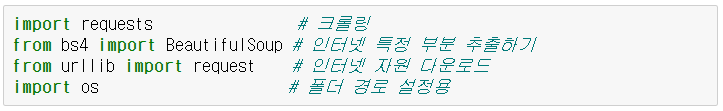 import requests # 크롤링
from bs4 import BeautifulSoup # 인터넷 특정 부분 추출하기
from urllib import request # 인터넷 자원 다운로드
import os # 폴더 경로 설정용